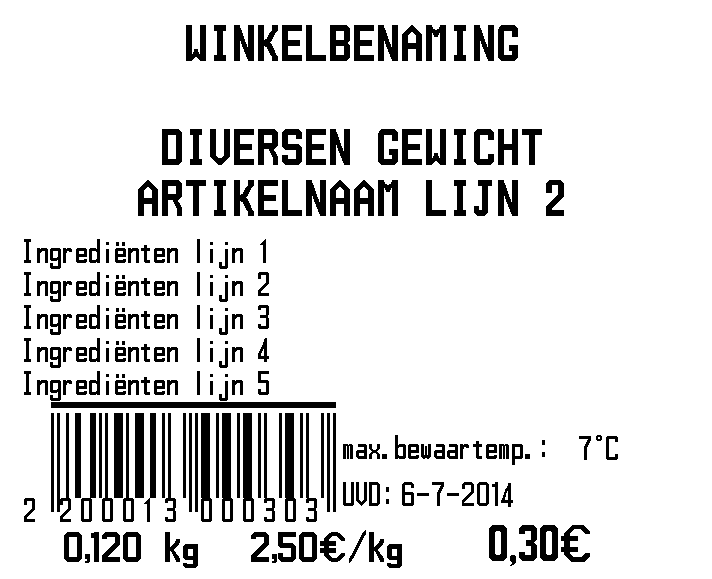 WINKELBENAMING
DIVERSEN GEWICHT
ARTIKELNAAM LIJN 2
Ingrediënten lijn 1
Ingrediënten lijn 2
Ingrediënten lijn 3
Ingrediënten lijn 4
Ingrediënten lijn 5
max.bewaartemp.: 7°C
UVD: 6-7-2014
2 200013 000303
0,120 kg 2,50€/kg 0,30€